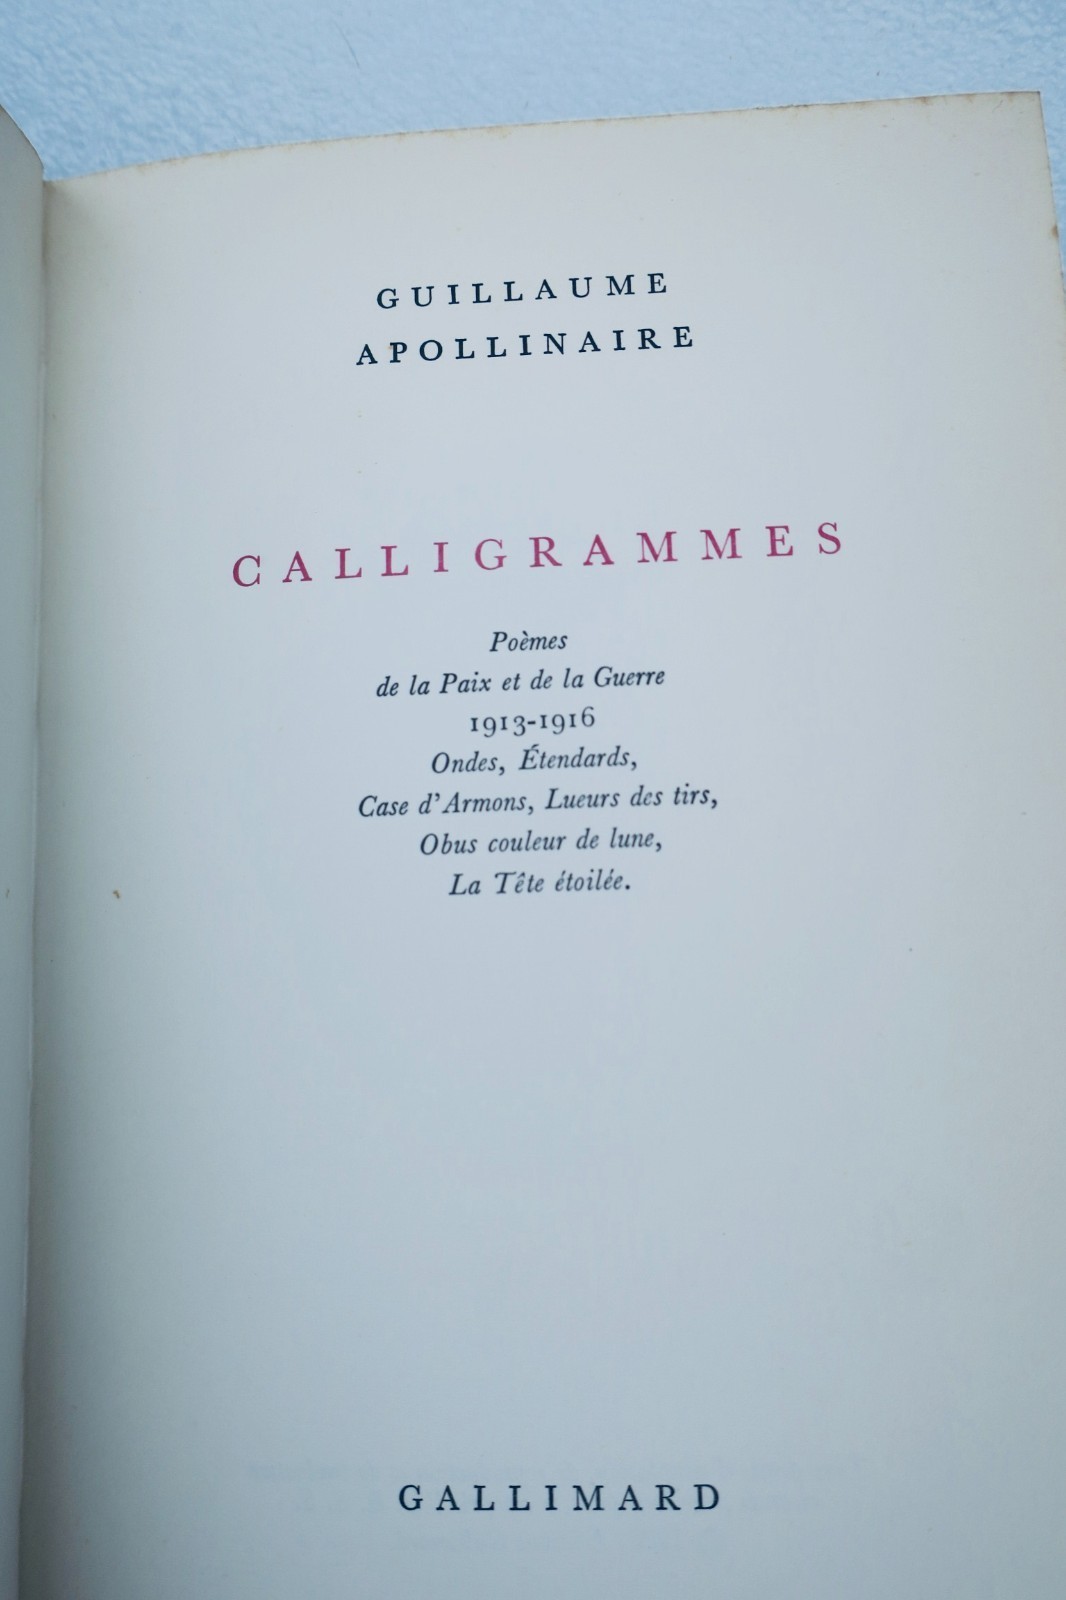 GUILLAUME
APOLLINAIRE
CALLIGRAMMES
Poèmes
de la Paix et de la Guerre
1913-1916
Ondes, Étendards,
Case d'Armons, Lueurs des tirs,
Obus couleur de lune,
La Tête étoilée.
GALLIMARD